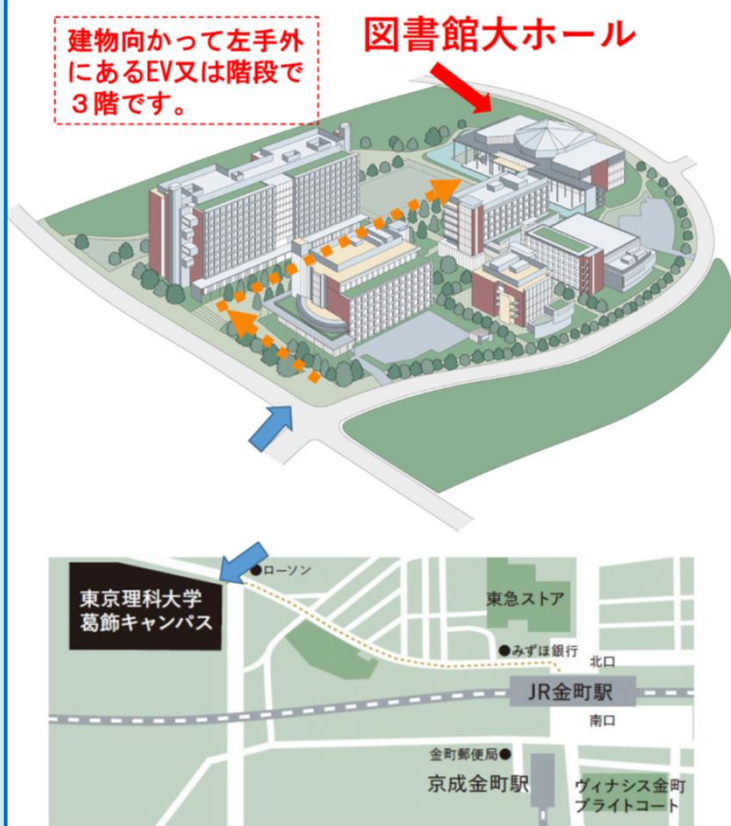 建物向かって左手外
にあるEV又は階段で
３階です。
図書館大ホール
●ローソン
東京理科大学
葛飾キャンパス
東急ストア
●みずほ銀行
北口
JR金町駅
南口
金町郵便局●
京成金町駅
ヴィナシス金町
ブライトコート